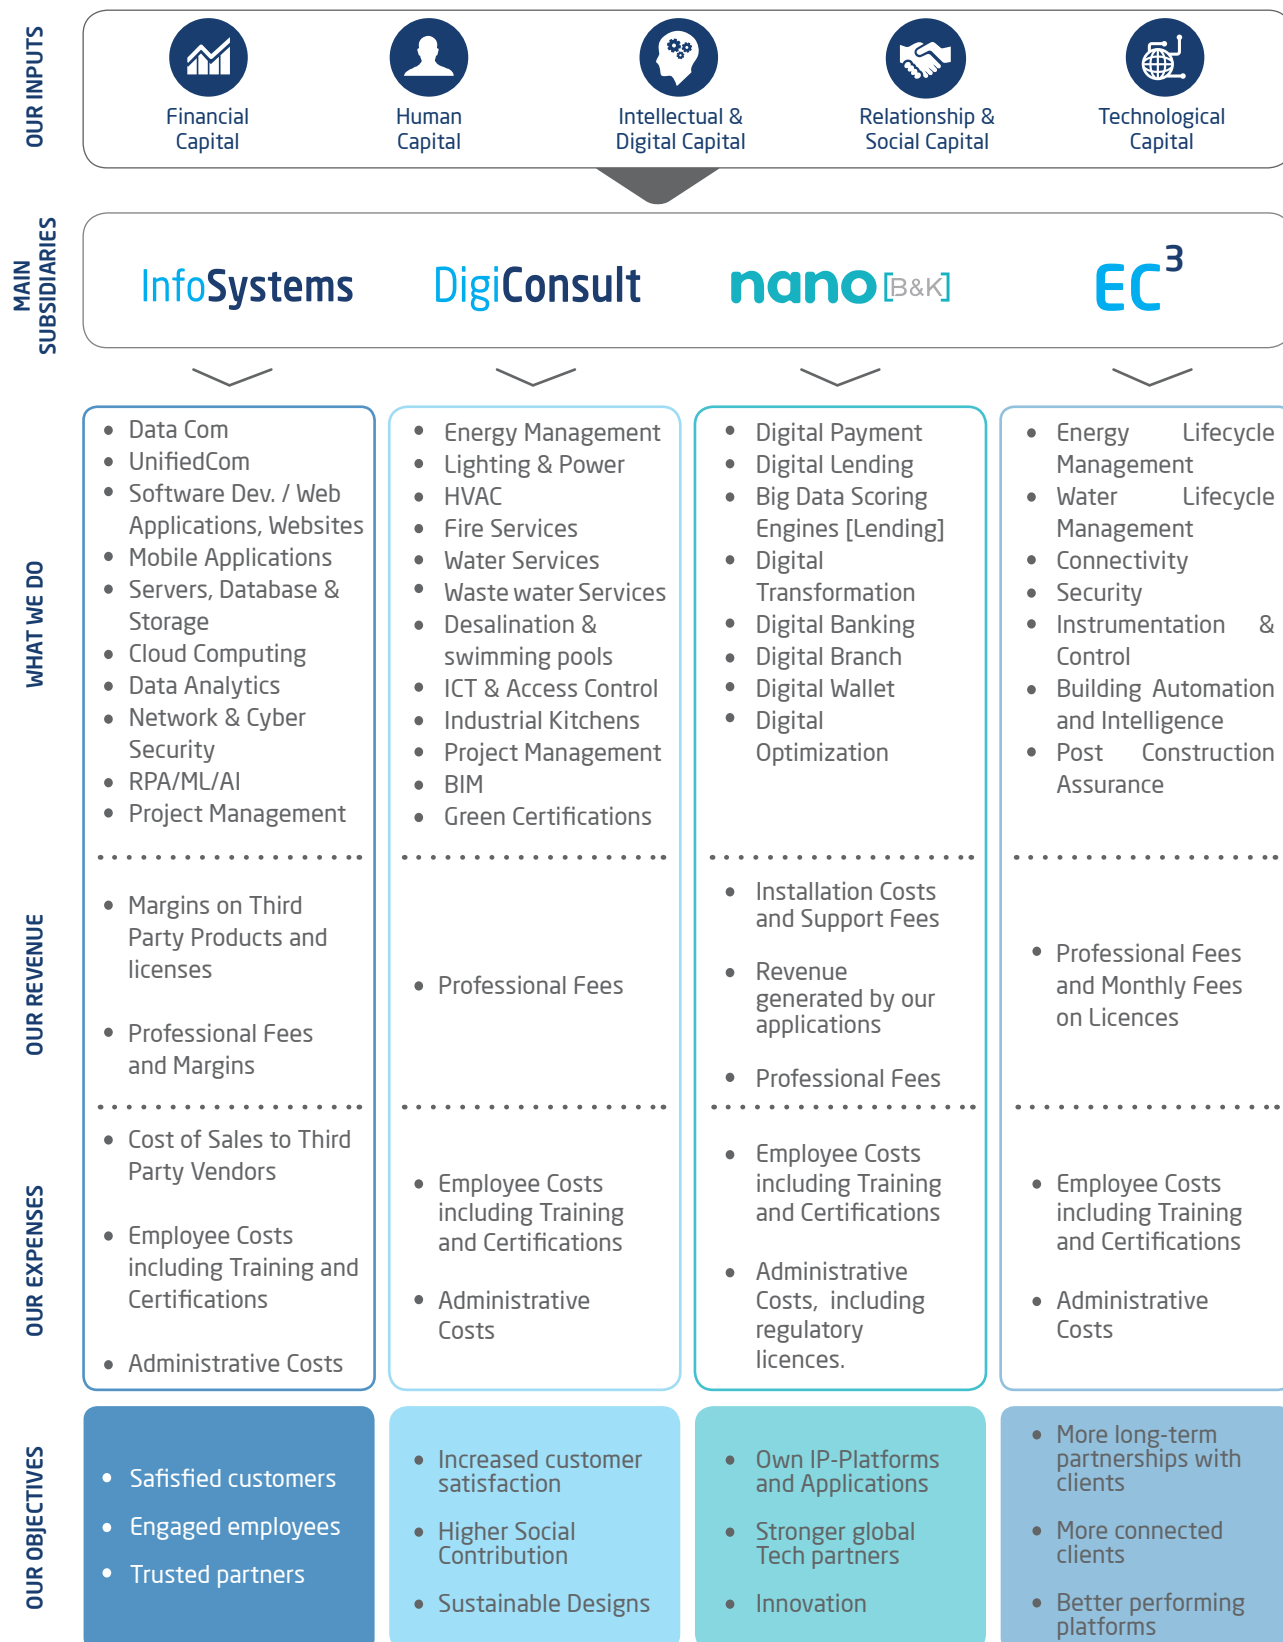 OUR INPUTS
Financial
Capital
Human
Capital
Intellectual &
Digital Capital
Relationship &
Social Capital
Technological
Capital
MAIN
SUBSIDIARIES
InfoSystems
DigiConsult
nano [B&K]
EC³
WHAT WE DO
• Data Com
• UnifiedCom
• Software Dev. / Web
Applications, Websites
• Mobile Applications
• Servers, Database &
Storage
• Cloud Computing
• Data Analytics
• Network & Cyber
Security
• RPA/ML/AI
• Project Management
• Energy Management
• Lighting & Power
• HVAC
• Fire Services
• Water Services
• Waste water Services
• Desalination &
swimming pools
• ICT & Access Control
• Industrial Kitchens
• Project Management
• BIM
• Green Certifications
• Digital Payment
• Digital Lending
• Big Data Scoring
Engines [Lending]
• Digital
Transformation
• Digital Banking
• Digital Branch
• Digital Wallet
• Digital
Optimization
• Energy Lifecycle
Management
• Water Lifecycle
Management
• Connectivity
• Security
• Instrumentation &
Control
• Building Automation
and Intelligence
• Post Construction
Assurance
OUR REVENUE
• Margins on Third
Party Products and
licenses
• Professional Fees
and Margins
• Professional Fees
• Installation Costs
and Support Fees
• Revenue
generated by our
applications
• Professional Fees
• Professional Fees
and Monthly Fees
on Licences
OUR EXPENSES
• Cost of Sales to Third
Party Vendors
• Employee Costs
including Training and
Certifications
• Administrative Costs
• Employee Costs
including Training
and Certifications
• Administrative
Costs
• Employee Costs
including Training
and Certifications
• Administrative
Costs, including
regulatory
licences.
• Employee Costs
including Training
and Certifications
• Administrative
Costs
OUR OBJECTIVES
• Safisfied customers
• Engaged employees
• Trusted partners
• Increased customer
satisfaction
• Higher Social
Contribution
• Sustainable Designs
• Own IP-Platforms
and Applications
• Stronger global
Tech partners
• Innovation
• More long-term
partnerships with
clients
• More connected
clients
• Better performing
platforms